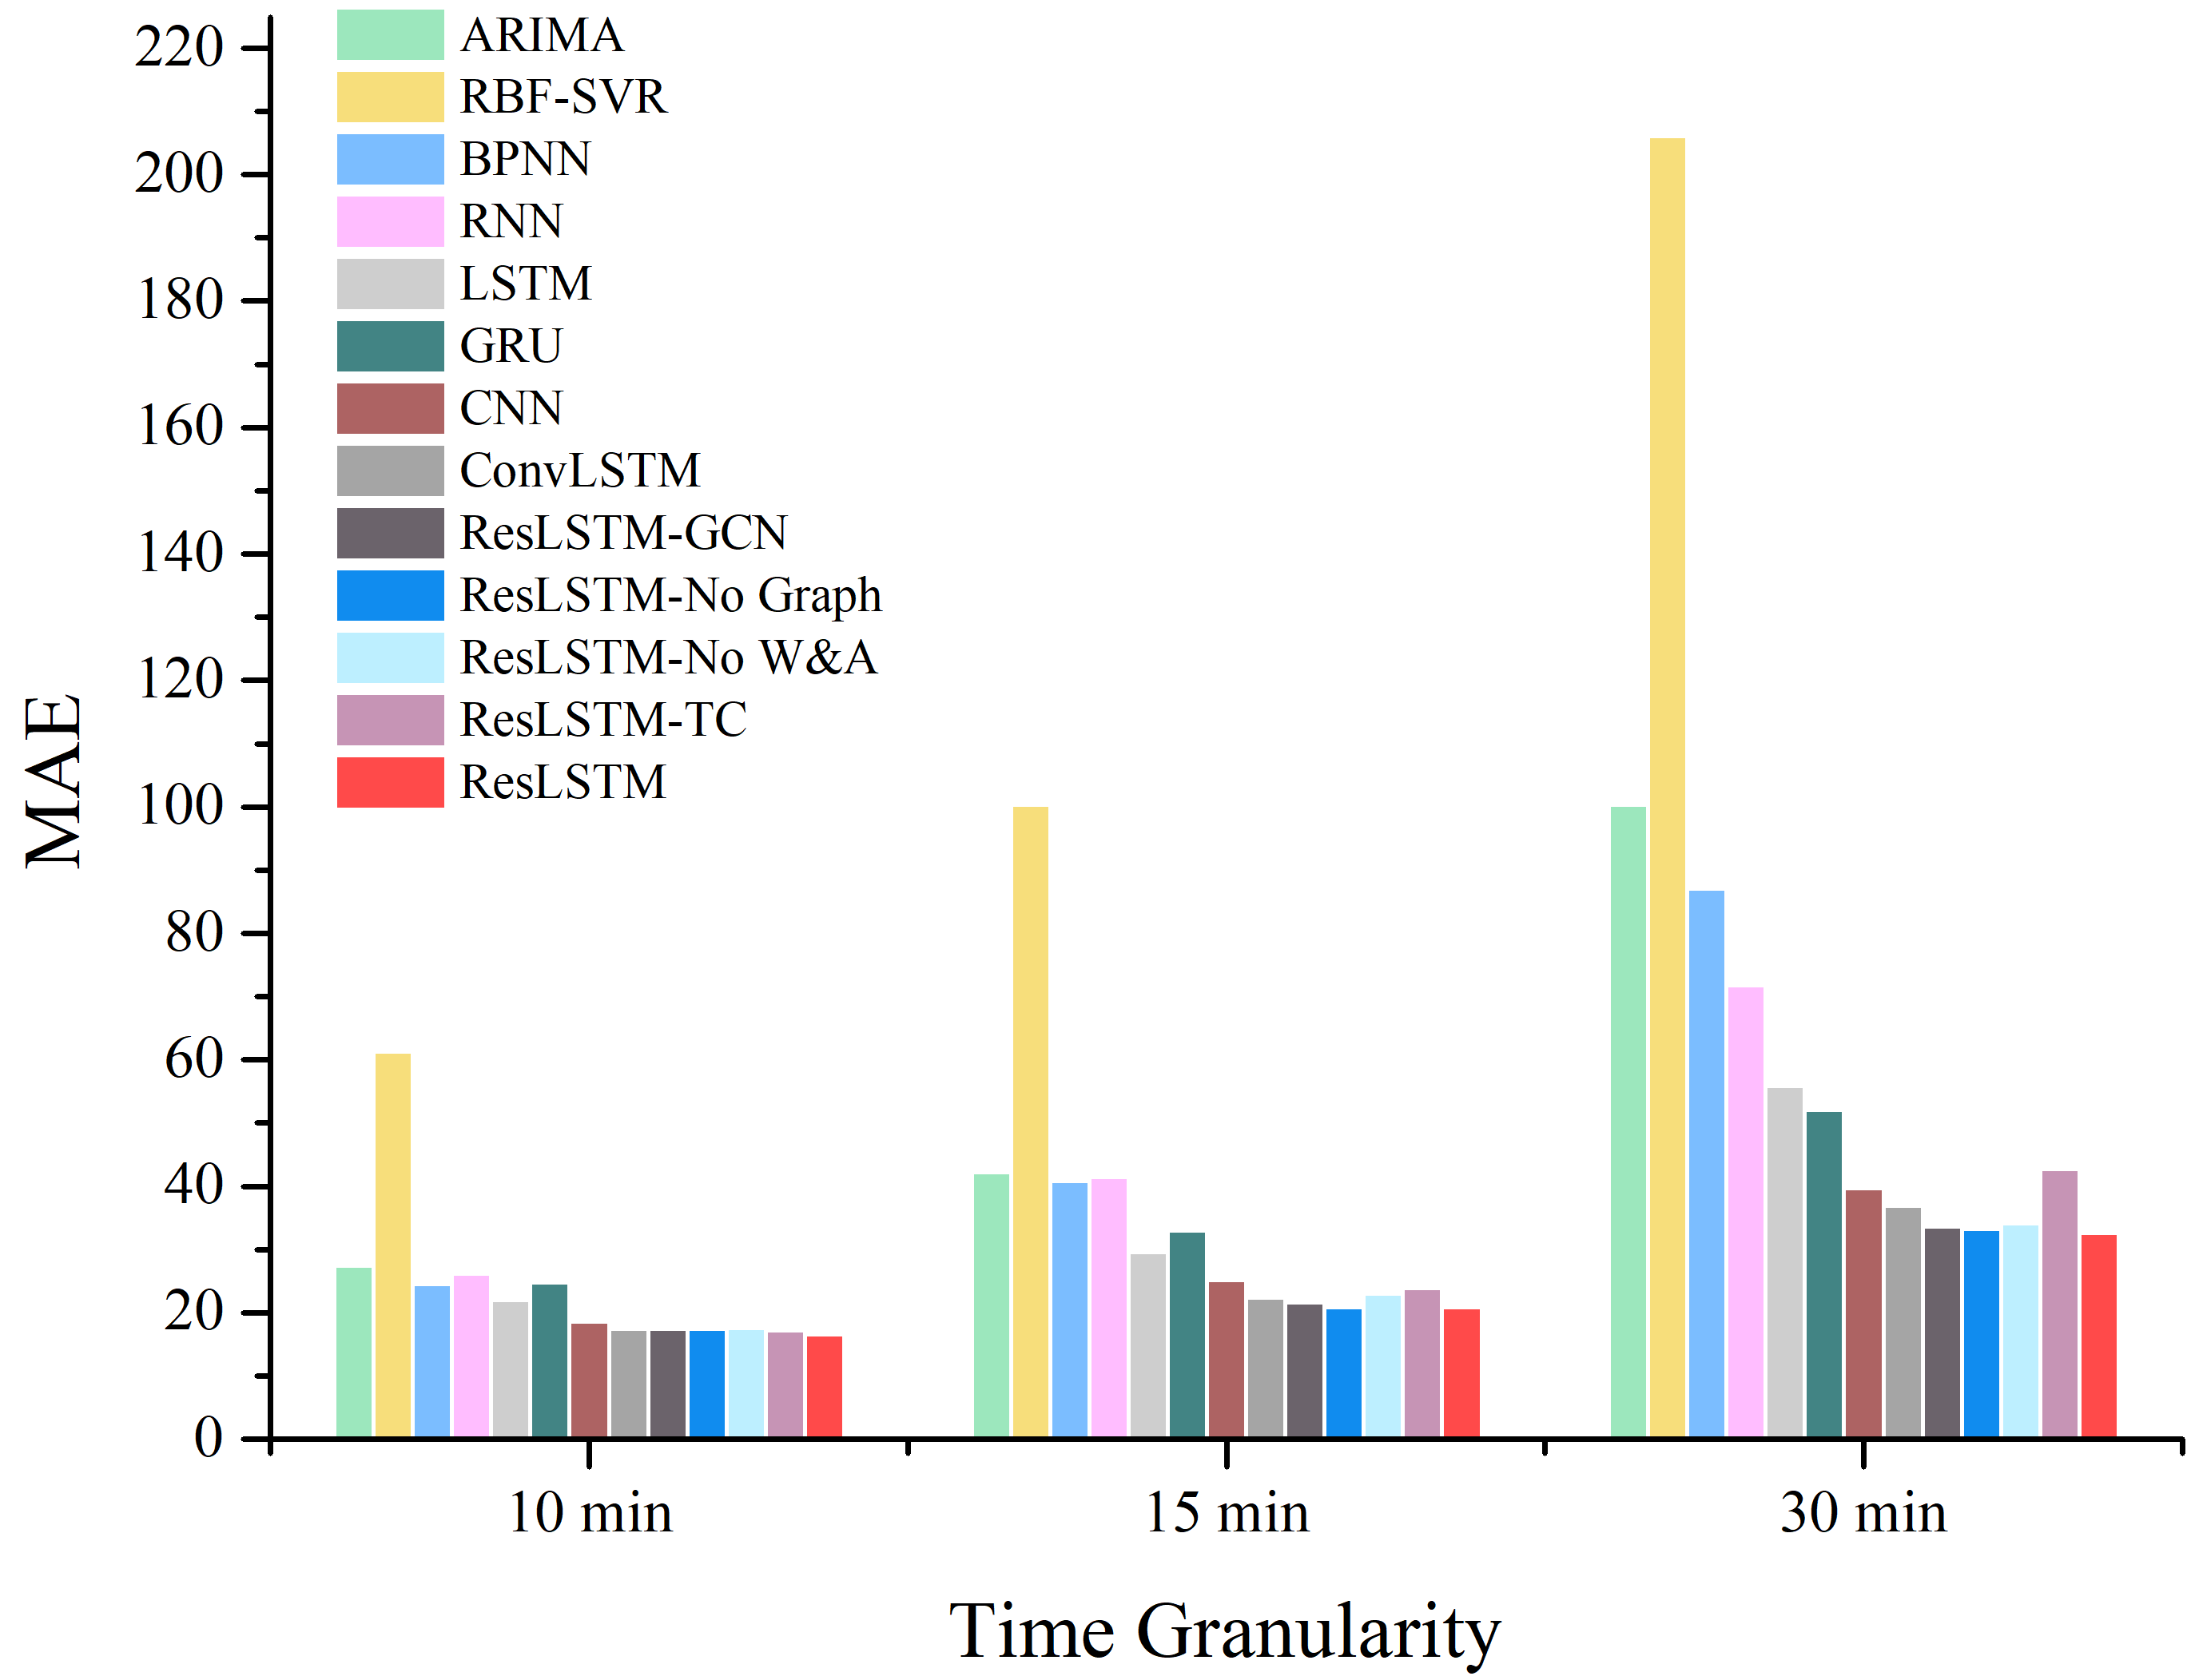 ARIMA
RBF-SVR
BPNN
RNN
LSTM
GRU
CNN
ConvLSTM
ResLSTM-GCN
ResLSTM-No Graph
ResLSTM-No W&A
ResLSTM-TC
ResLSTM
220
200
180
160
140
120
100
80
60
40
20
0
MAE
10 min
15 min
30 min
Time Granularity